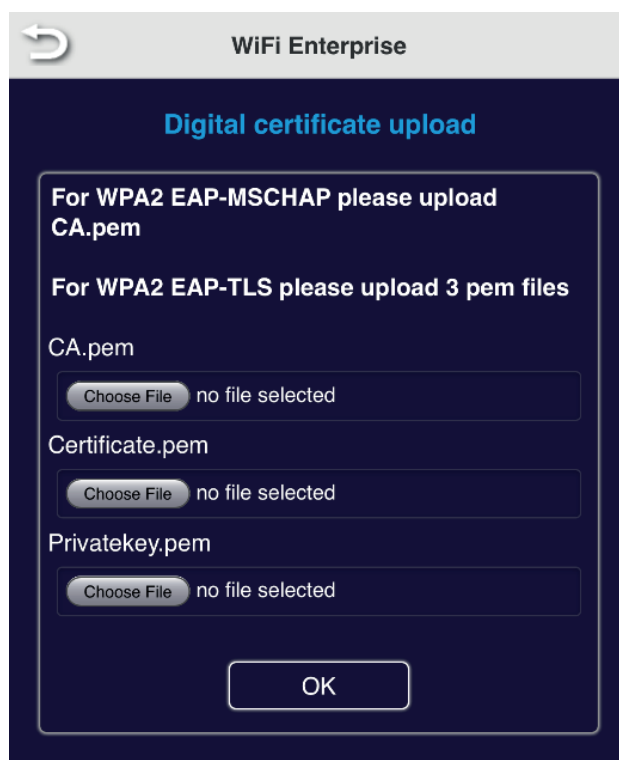 WiFi Enterprise
Digital certificate upload
For WPA2 EAP-MSCHAP please upload
CA.pem
For WPA2 EAP-TLS please upload 3 pem files
CA.pem
Choose File no file selected
Certificate.pem
Choose File no file selected
Privatekey.pem
Choose File no file selected
OK